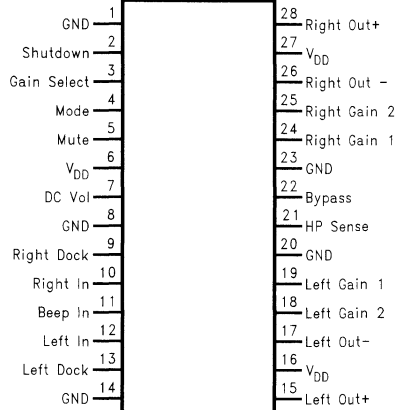 GND 1
Shutdown 2
Gain Select 3
Mode 4
Mute 5
VDD 6
DC Vol 7
GND 8
Right Dock 9
Right In 10
Beep In 11
Left In 12
Left Dock 13
GND 14
28 Right Out+
27 VDD
26 Right Out -
25 Right Gain 2
24 Right Gain 1
23 GND
22 Bypass
21 HP Sense
20 GND
19 Left Gain 1
18 Left Gain 2
17 Left Out-
16 VDD
15 Left Out+